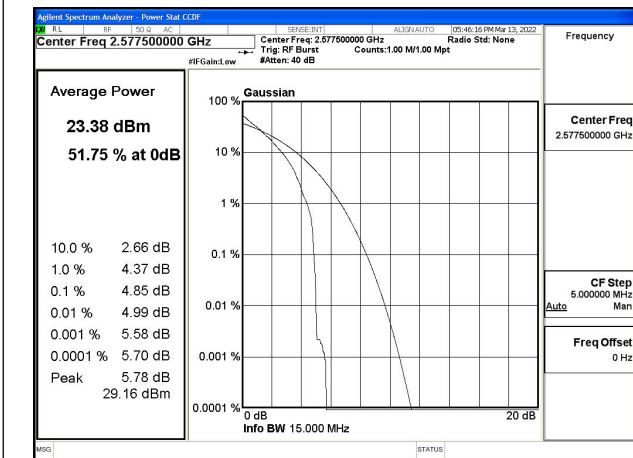 Agilent Spectrum Analyzer - Power Stat CCDF
RL RF 50 Ω AC SENSE:INT ALIGN AUTO 05:46:16 PM Mar 13, 2022
Center Freq 2.577500000 GHz
Center Freq: 2.577500000 GHz Radio Std: None
Trig: RF Burst Counts:1.00 M/1.00 Mpt
#IFGain:Low #Atten: 40 dB
Frequency
Average Power
23.38 dBm
51.75 % at 0dB
10.0 % 2.66 dB
1.0 % 4.37 dB
0.1 % 4.85 dB
0.01 % 4.99 dB
0.001 % 5.58 dB
0.0001 % 5.70 dB
Peak 5.78 dB
29.16 dBm
Gaussian
100 %
10 %
1 %
0.1 %
0.01 %
0.001 %
0.0001 %
0 dB 20 dB
Info BW 15.000 MHz
Center Freq
2.577500000 GHz
CF Step
5.000000 MHz
Auto Man
Freq Offset
0 Hz
MSG STATUS